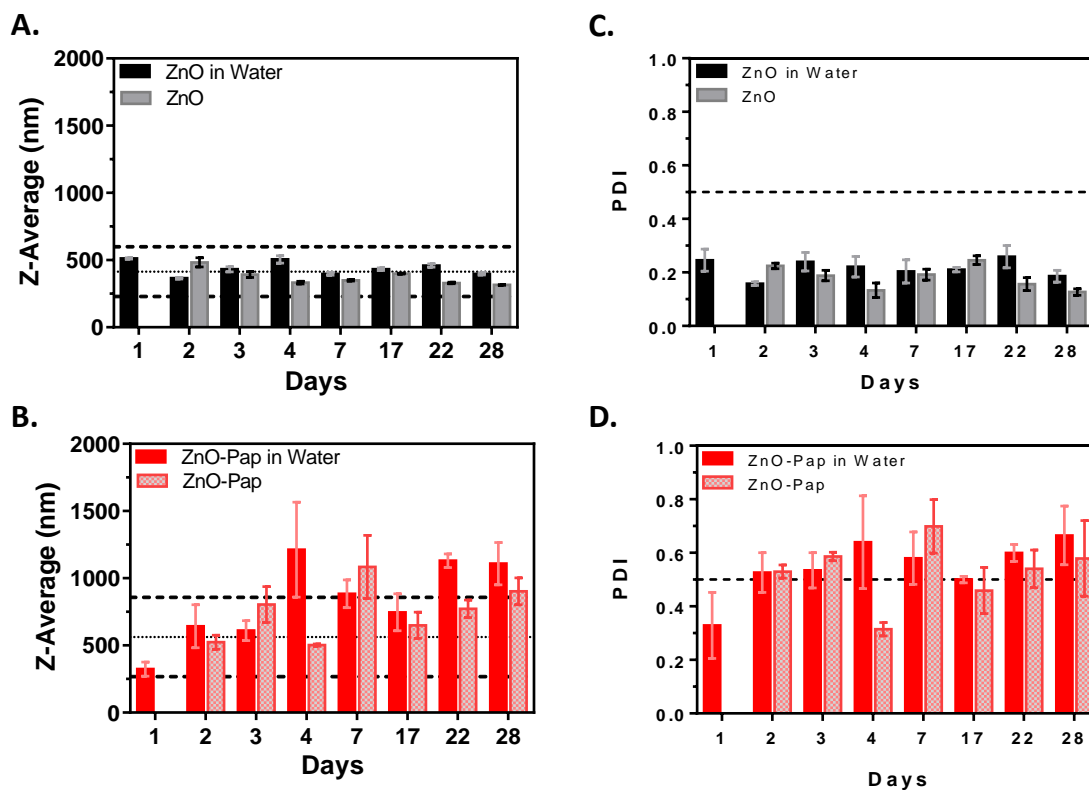 A.
2000
1500
1000
500
0
Z-Average (nm)
ZnO in Water
ZnO
1 2 3 4 7 17 22 28
Days
C.
1.0
0.8
0.6
0.4
0.2
0.0
PDI
ZnO in Water
ZnO
1 2 3 4 7 17 22 28
Days
B.
2000
1500
1000
500
0
Z-Average (nm)
ZnO-Pap in Water
ZnO-Pap
1 2 3 4 7 17 22 28
Days
D.
1.0
0.8
0.6
0.4
0.2
0.0
PDI
ZnO-Pap in Water
ZnO-Pap
1 2 3 4 7 17 22 28
Days